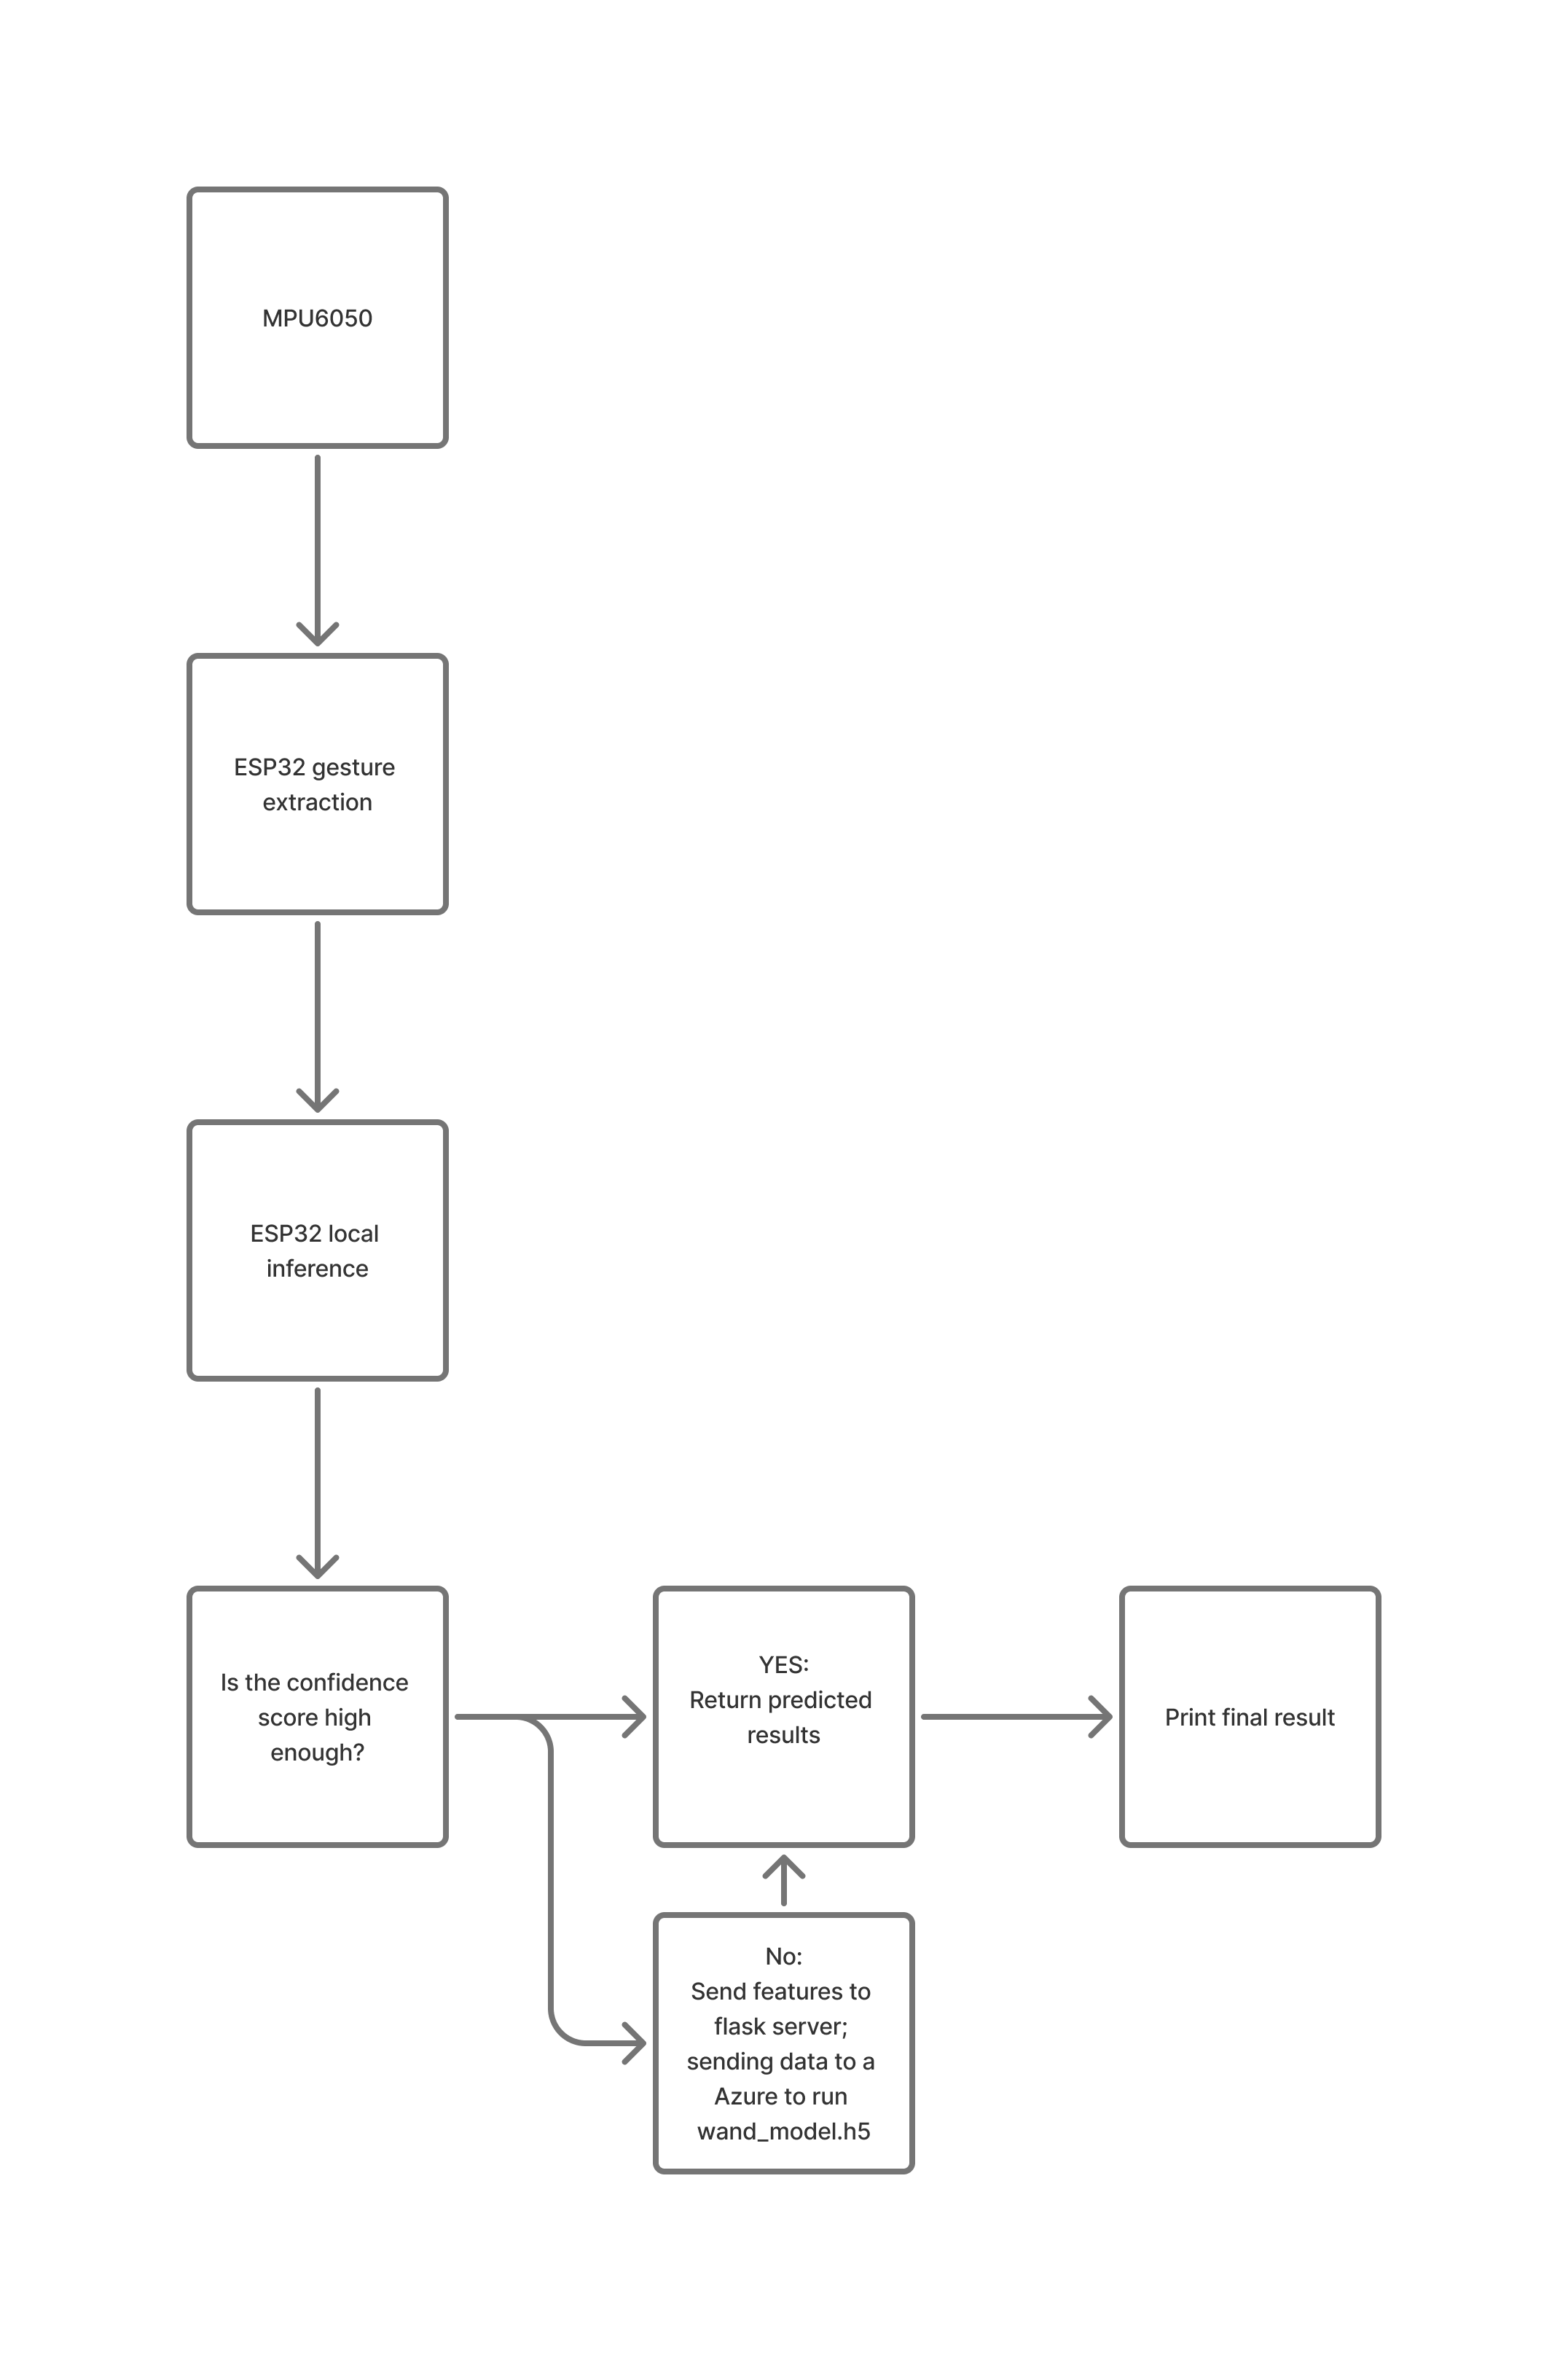 MPU6050
ESP32 gesture
extraction
ESP32 local
inference
Is the confidence
score high
enough?
YES:
Return predicted
results
Print final result
No:
Send features to
flask server;
sending data to a
Azure to run
wand_model.h5